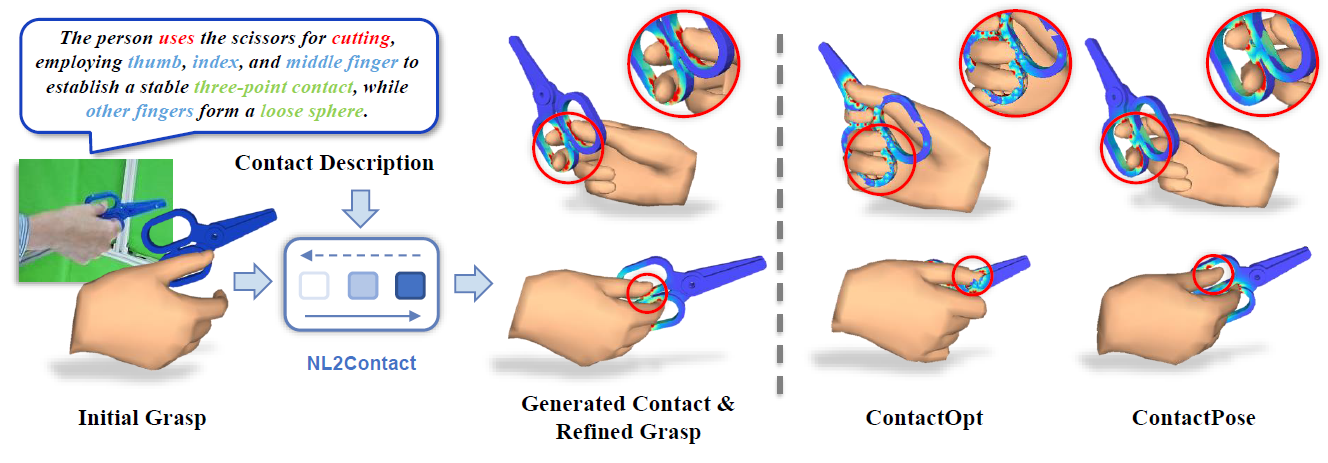 The person uses the scissors for cutting,
employing thumb, index, and middle finger to
establish a stable three-point contact, while
other fingers form a loose sphere.
Contact Description
NL2Contact
Initial Grasp
Generated Contact &
Refined Grasp
ContactOpt
ContactPose